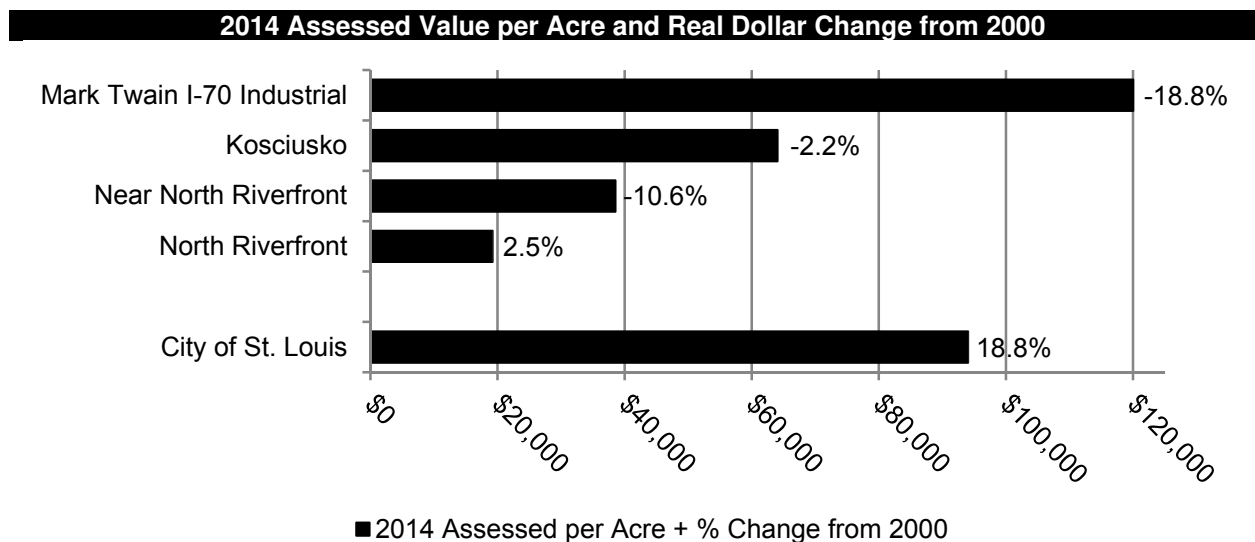 2014 Assessed Value per Acre and Real Dollar Change from 2000
Mark Twain I-70 Industrial
-18.8%
Kosciusko
-2.2%
Near North Riverfront
-10.6%
North Riverfront
2.5%
City of St. Louis
18.8%
$0
$20,000
$40,000
$60,000
$80,000
$100,000
$120,000
2014 Assessed per Acre + % Change from 2000